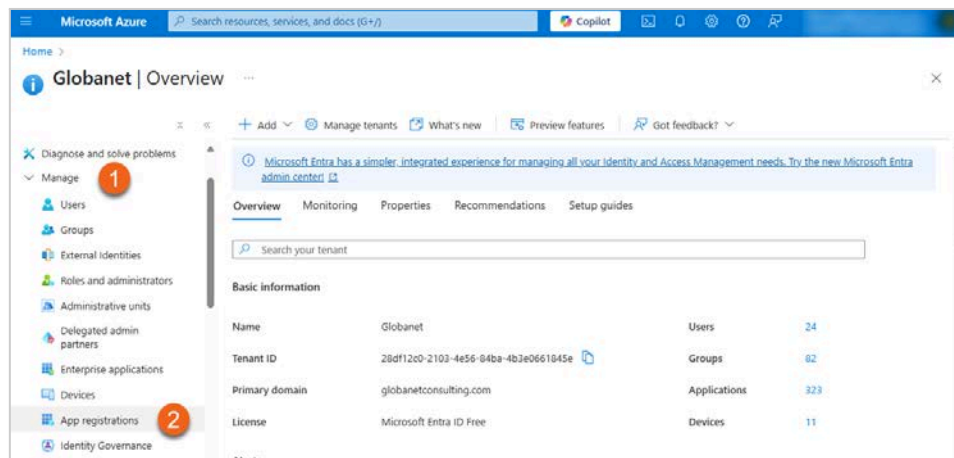 Microsoft Azure
Search resources, services, and docs (G+/)
Copilot
Home >
Globanet | Overview ...
+ Add Manage tenants What's new Preview features Got feedback?
Diagnose and solve problems
Manage
1
Users
Groups
External Identities
Roles and administrators
Administrative units
Delegated admin
partners
Enterprise applications
Devices
App registrations
2
Identity Governance
Microsoft Entra has a simpler, integrated experience for managing all your Identity and Access Management needs. Try the new Microsoft Entra
admin center!
Overview Monitoring Properties Recommendations Setup guides
Search your tenant
Basic information
Name Globanet Users 24
Tenant ID 28df12c0-2103-4e56-84ba-4b3e0661845e Groups 82
Primary domain globanetconsulting.com Applications 323
License Microsoft Entra ID Free Devices 11